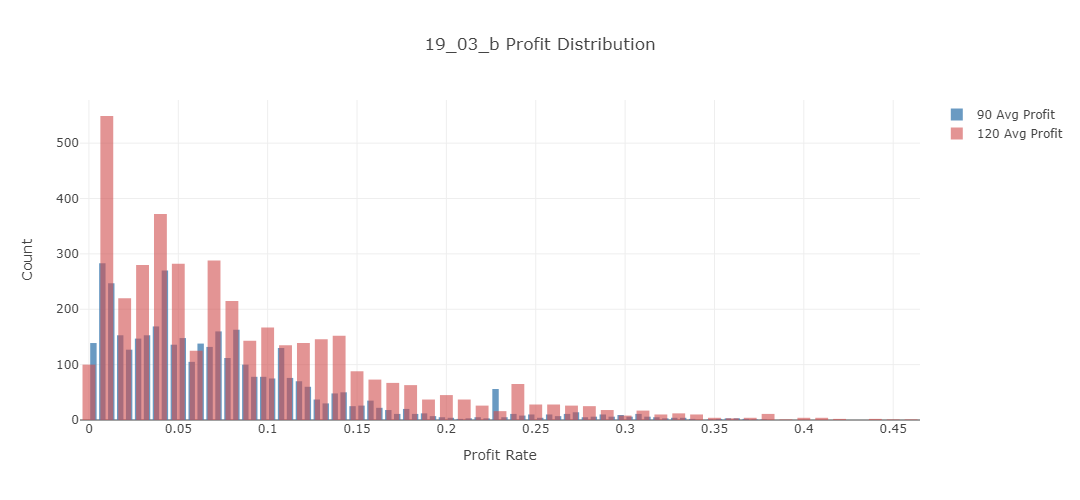 19_03_b Profit Distribution
90 Avg Profit
120 Avg Profit
Count
500
400
300
200
100
0
0 0.05 0.1 0.15 0.2 0.25 0.3 0.35 0.4 0.45
Profit Rate